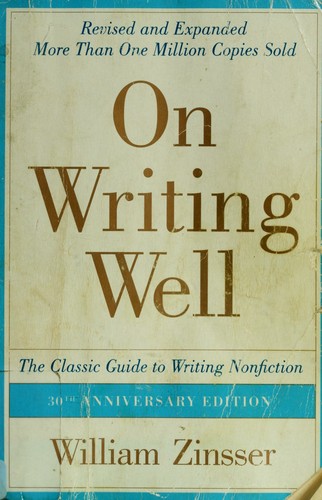 Revised and Expanded
More Than One Million Copies Sold
On
Writing
Well
The Classic Guide to Writing Nonfiction
30TH ANNIVERSARY EDITION
William Zinsser